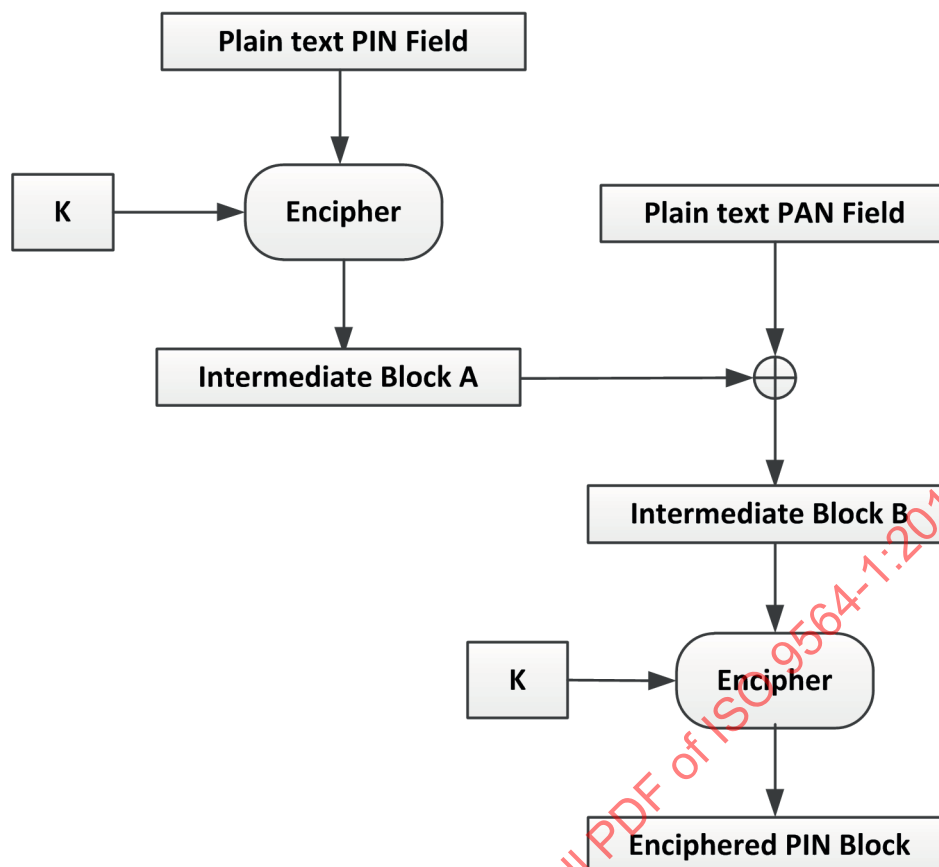 Plain text PIN Field
K
Encipher
Plain text PAN Field
Intermediate Block A
Intermediate Block B
K
Encipher
Enciphered PIN Block
PDF of ISO 9564-1:201